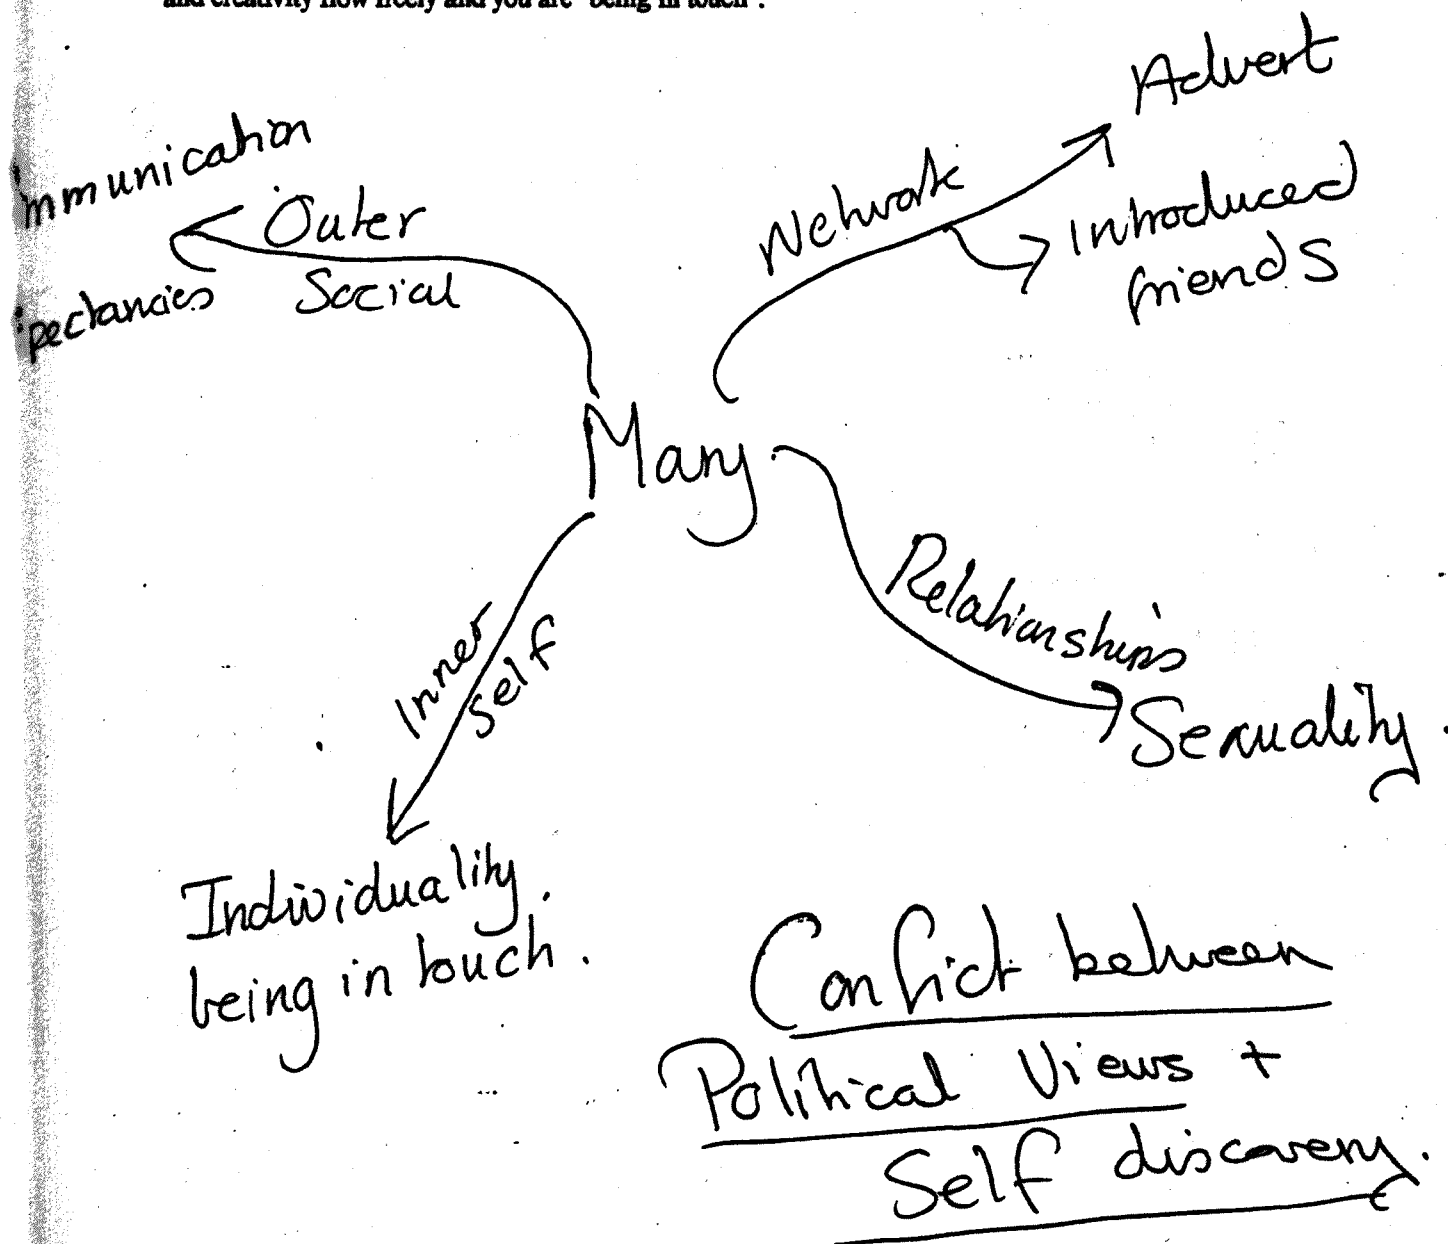 and creativity flow freely and you are "being in touch".
Advert
Network
Introduced
friends
mmunication
Outer
Social
pectancies
Many
Relationships
Sexuality.
Inner
Self
Individuality.
being in touch.
Conflict between
Political Views +
Self discovery.